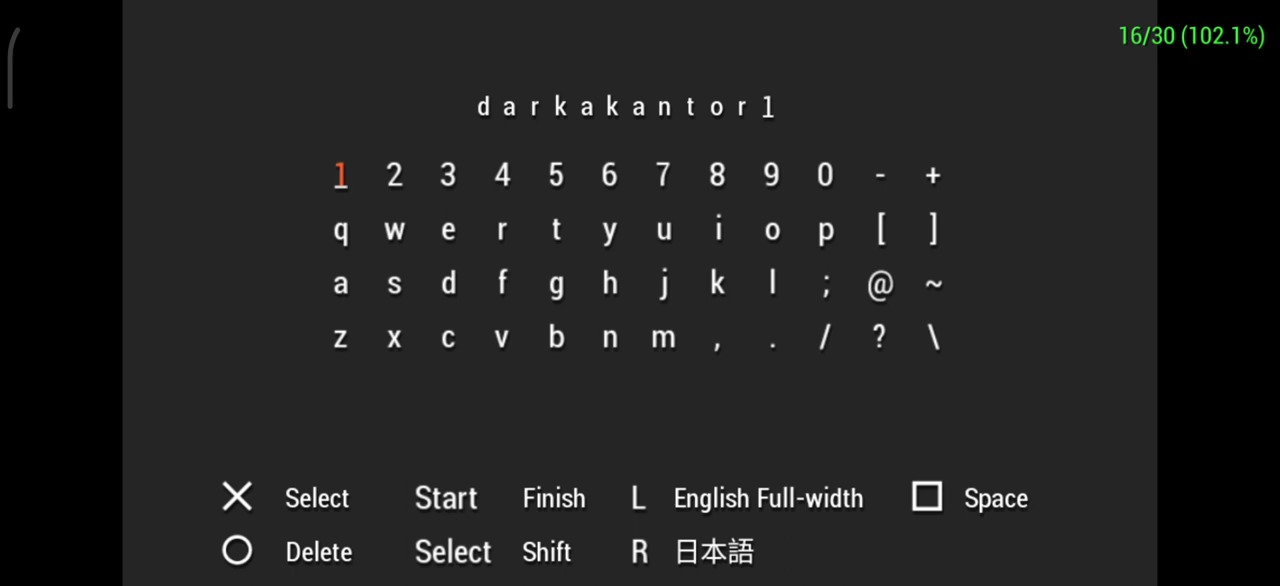 16/30 (102.1%)
darkakantor1
1 2 3 4 5 6 7 8 9 0 - +
q w e r t y u i o p [ ]
a s d f g h j k l ; @ ~
z x c v b n m , . / ? \
Select Start Finish L English Full-width Space
Delete Select Shift R 日本語